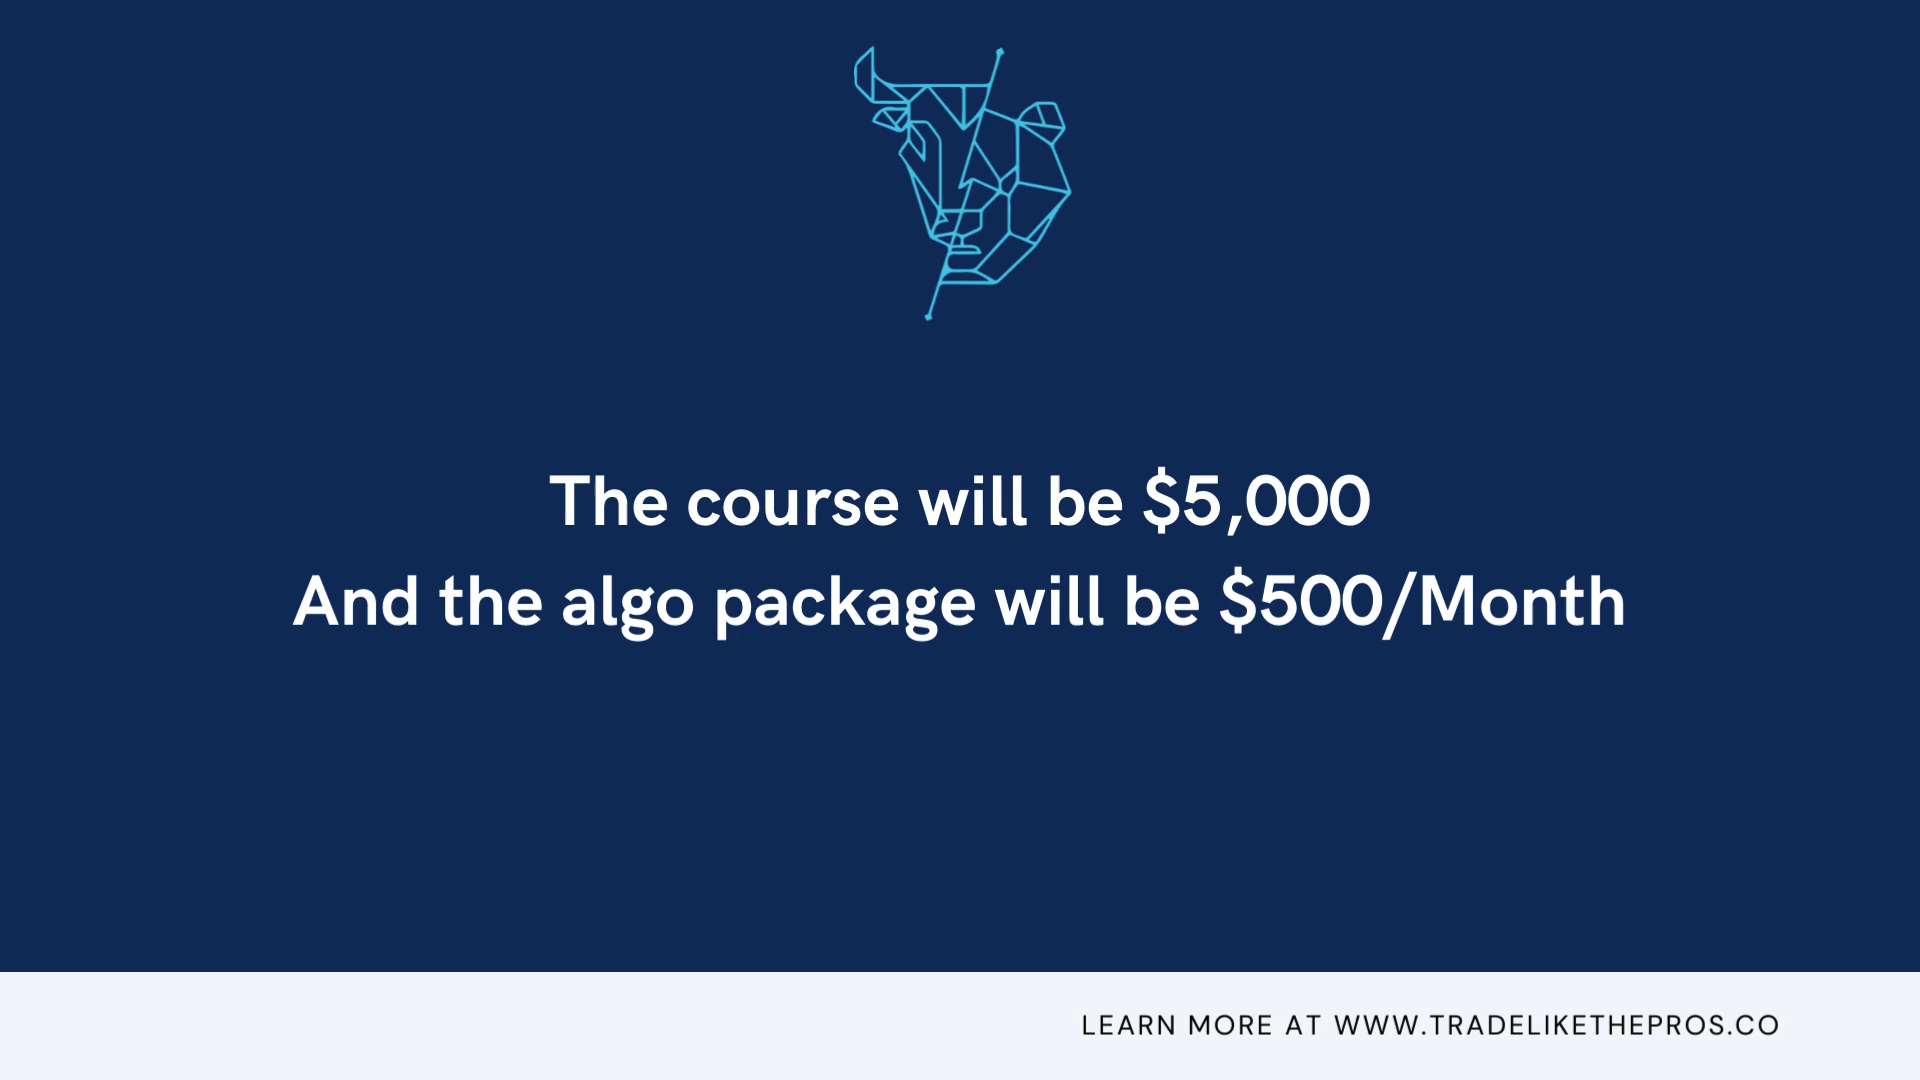 The course will be $5,000
And the algo package will be $500/Month
LEARN MORE AT WWW.TRADELIKETHEPROS.CO